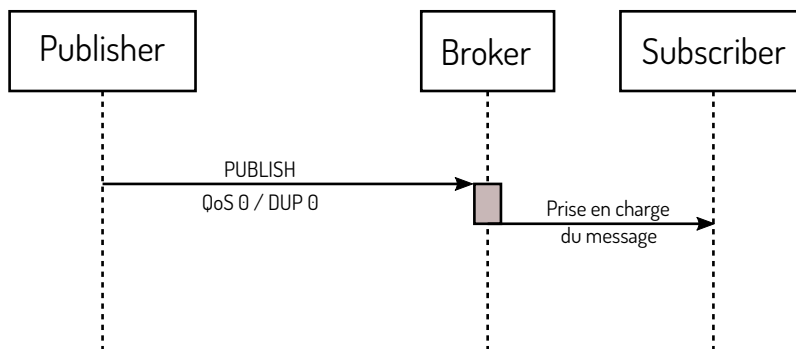 Publisher
Broker
Subscriber
PUBLISH
QoS 0 / DUP 0
Prise en charge
du message